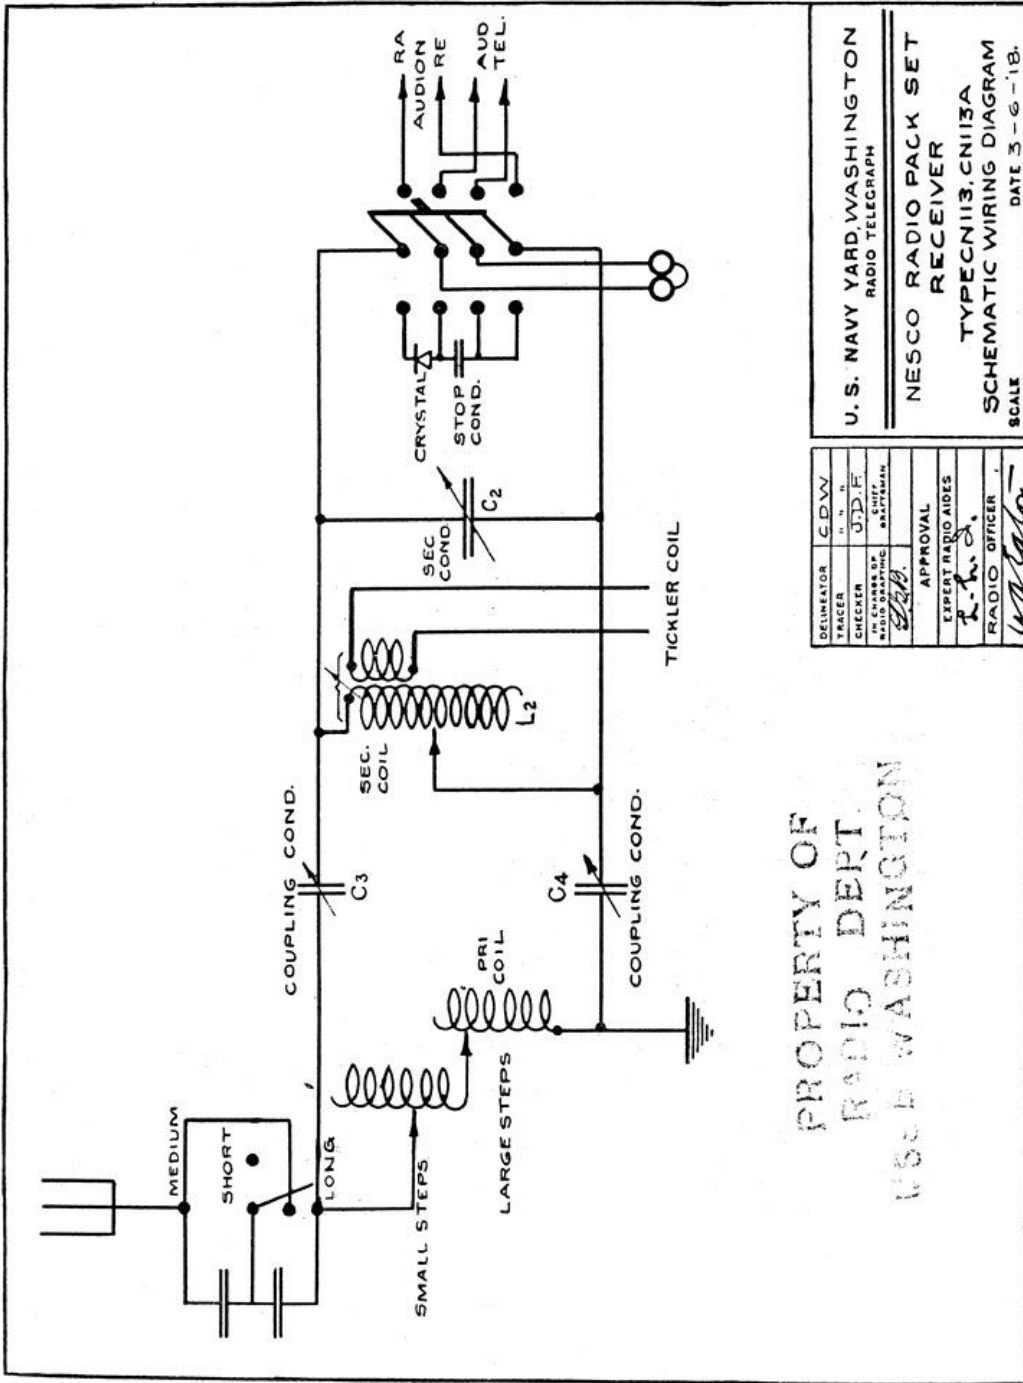 MEDIUM
SHORT
LONG
SMALL STEPS
LARGE STEPS
PRI
COIL
COUPLING COND.
C3
C4
COUPLING COND.
SEC.
COIL
L2
TICKLER COIL
SEC
COND.
C2
CRYSTAL
STOP
COND.
RA
AUDION
RE
AUD
TEL.
PROPERTY OF
RADIO DEPT.
WASHINGTON
DELINEATOR C.D.W.
TRACER " " "
CHECKER J.D.F.
IN CHARGE OF RADIO DRAFTING CHIEF DRAFTSMAN
APPROVAL
EXPERT RADIO AIDES
RADIO OFFICER
U. S. NAVY YARD, WASHINGTON
RADIO TELEGRAPH
NESCO RADIO PACK SET
RECEIVER
TYPECN113, CN113A
SCHEMATIC WIRING DIAGRAM
SCALE DATE 3-6-'18.